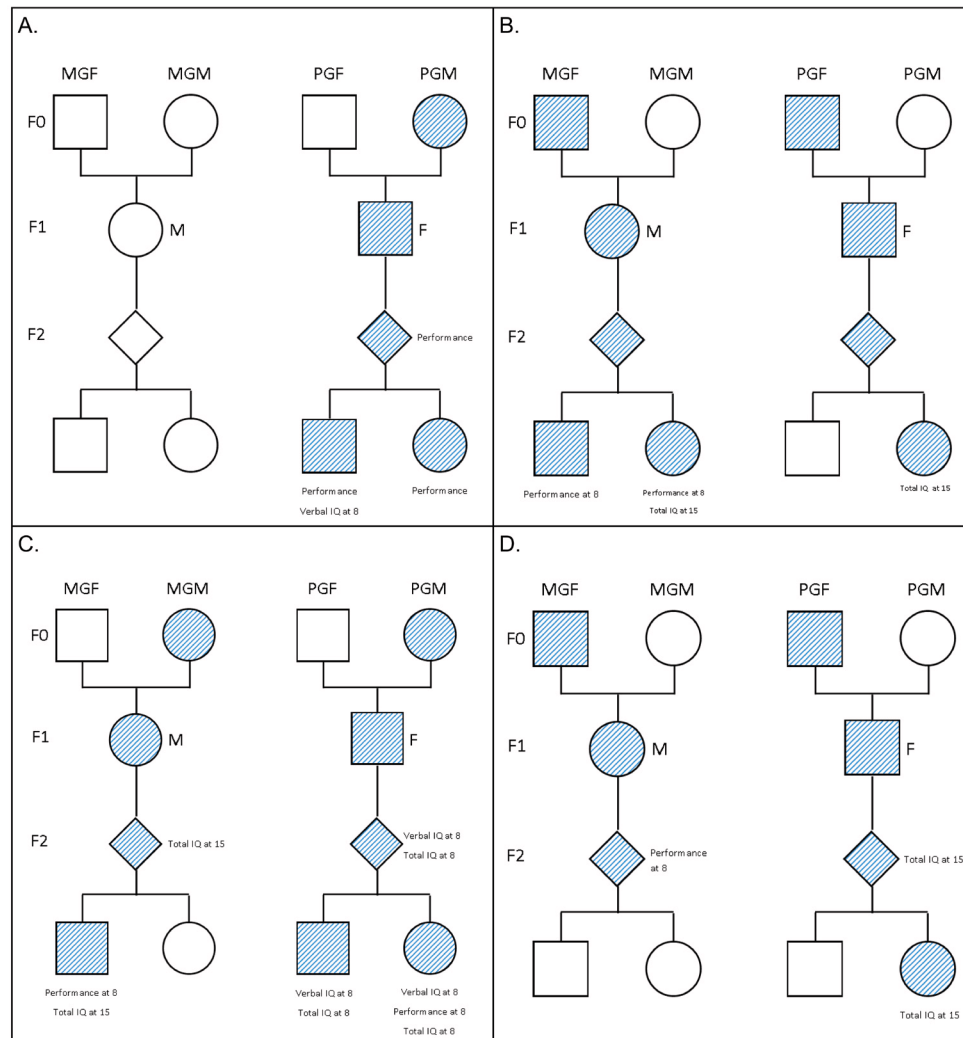 A.
MGF MGM PGF PGM
F0
F1 M F
F2
Performance
Performance
Verbal IQ at 8
Performance
B.
MGF MGM PGF PGM
F0
F1 M F
F2
Performance at 8
Performance at 8
Total IQ at 15
Total IQ at 15
C.
MGF MGM PGF PGM
F0
F1 M F
F2
Total IQ at 15
Verbal IQ at 8
Total IQ at 8
Performance at 8
Total IQ at 15
Verbal IQ at 8
Total IQ at 8
Verbal IQ at 8
Performance at 8
Total IQ at 8
D.
MGF MGM PGF PGM
F0
F1 M F
F2
Performance
at 8
Total IQ at 15
Total IQ at 15